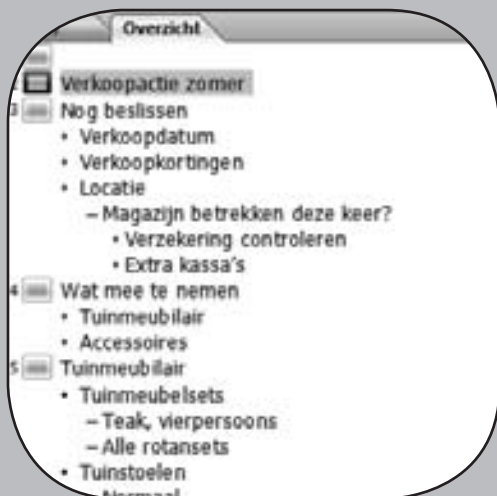 Overzicht
Verkoopactie zomer
3 Nog beslissen
• Verkoopdatum
• Verkoopkortingen
• Locatie
– Magazijn betrekken deze keer?
• Verzekering controleren
• Extra kassa's
4 Wat mee te nemen
• Tuinmeubilair
• Accessoires
5 Tuinmeubilair
• Tuinmeubelsets
– Teak, vierpersoons
– Alle rotansets
• Tuinstoelen
– Normaal